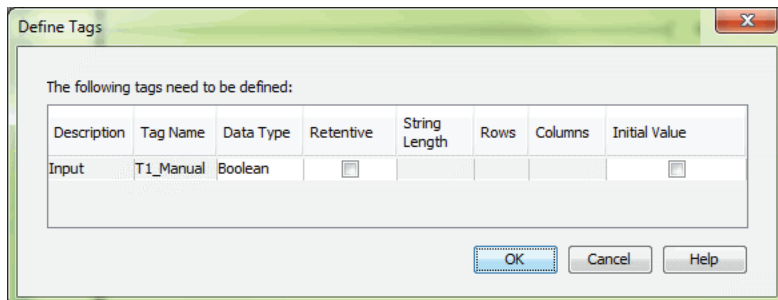 Define Tags
The following tags need to be defined:
Description Tag Name Data Type Retentive String Length Rows Columns Initial Value
Input T1_Manual Boolean
OK Cancel Help